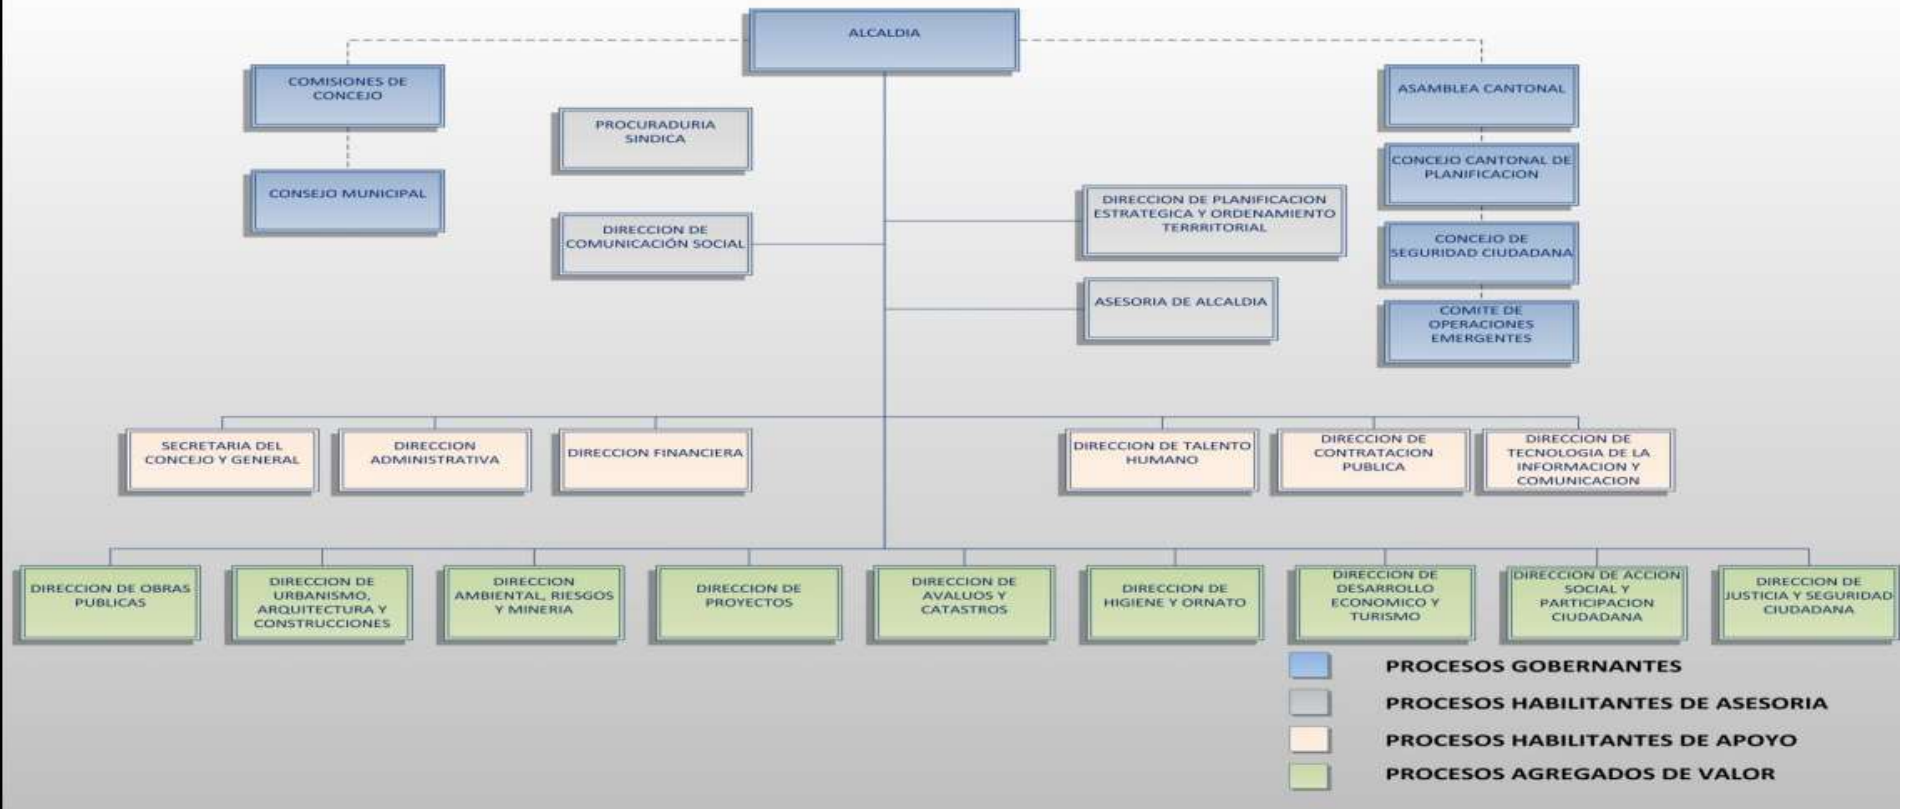 ALCALDIA
COMISIONES DE
CONCEJO
CONSEJO MUNICIPAL
PROCURADURIA
SINDICA
DIRECCION DE
COMUNICACIÓN SOCIAL
DIRECCION DE PLANIFICACION
ESTRATEGICA Y ORDENAMIENTO
TERRRITORIAL
ASESORIA DE ALCALDIA
ASAMBLEA CANTONAL
CONCEJO CANTONAL DE
PLANIFICACION
CONCEJO DE
SEGURIDAD CIUDADANA
COMITE DE
OPERACIONES
EMERGENTES
SECRETARIA DEL
CONCEJO Y GENERAL
DIRECCION
ADMINISTRATIVA
DIRECCION FINANCIERA
DIRECCION DE TALENTO
HUMANO
DIRECCION DE
CONTRATACION
PUBLICA
DIRECCION DE
TECNOLOGIA DE LA
INFORMACION Y
COMUNICACION
DIRECCION DE OBRAS
PUBLICAS
DIRECCION DE
URBANISMO,
ARQUITECTURA Y
CONSTRUCCIONES
DIRECCION
AMBIENTAL, RIESGOS
Y MINERIA
DIRECCION DE
PROYECTOS
DIRECCION DE
AVALUOS Y
CATASTROS
DIRECCION DE
HIGIENE Y ORNATO
DIRECCION DE
DESARROLLO
ECONOMICO Y
TURISMO
DIRECCION DE ACCION
SOCIAL Y
PARTICIPACION
CIUDADANA
DIRECCION DE
JUSTICIA Y SEGURIDAD
CIUDADANA
PROCESOS GOBERNANTES
PROCESOS HABILITANTES DE ASESORIA
PROCESOS HABILITANTES DE APOYO
PROCESOS AGREGADOS DE VALOR